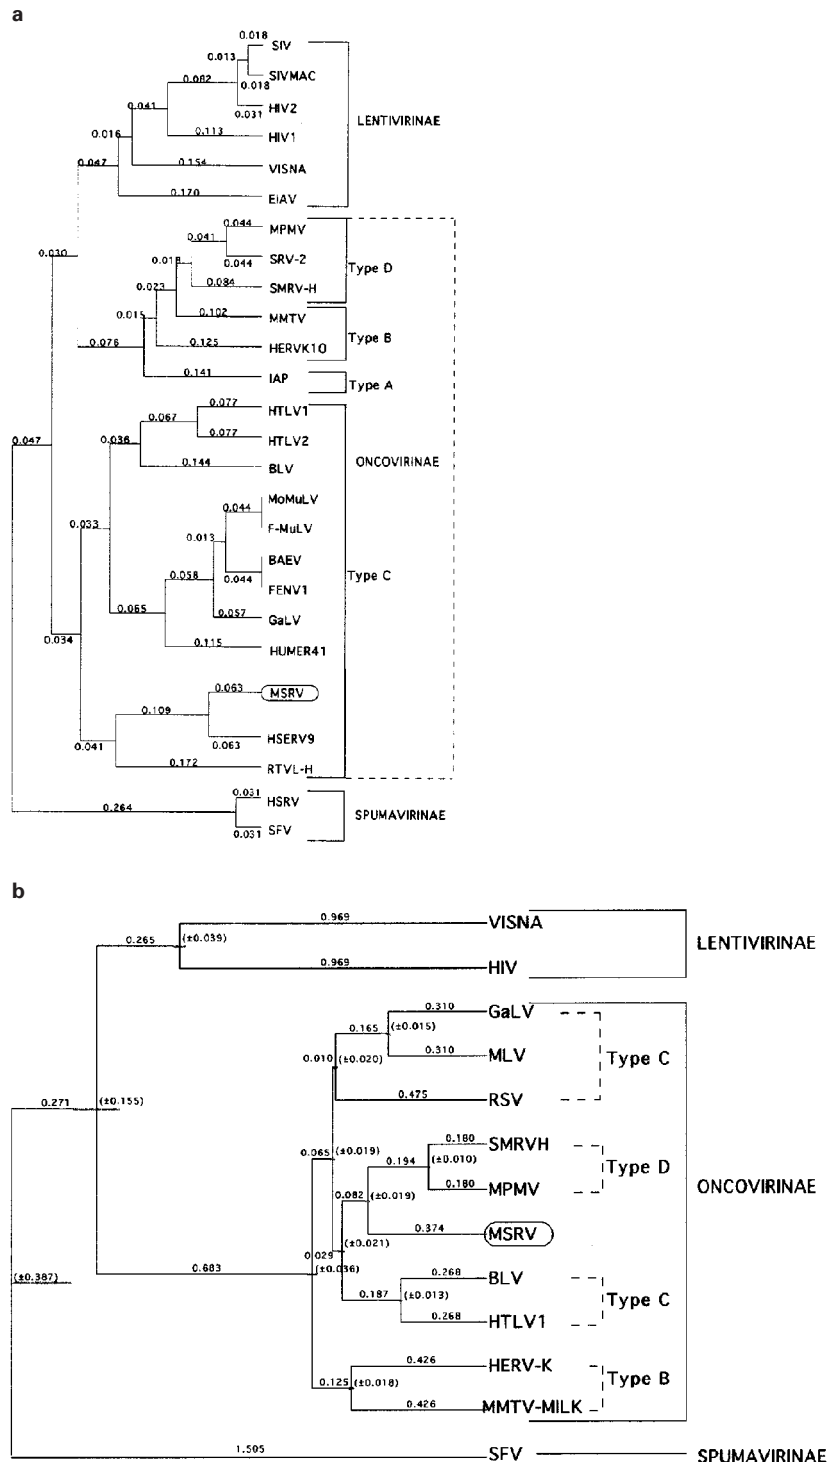 a
0.018
SIV
0.013
SIVMAC
0.082
0.018
HIV2
0.041
0.031
LENTIVIRINAE
HIV1
0.016
0.113
0.047
0.154
VISNA
0.170
EIAV
0.044
MPMV
0.041
SRV-2
0.030
0.018
0.044
Type D
SMRV-H
0.084
0.023
0.102
MMTV
0.015
Type B
0.076
0.125
HERVK10
0.141
IAP
Type A
0.077
HTLV1
0.067
0.047
0.036
0.077
HTLV2
0.144
BLV
ONCOVIRINAE
MoMuLV
0.044
0.033
F-MuLV
0.013
BAEV
0.058
0.044
Type C
FENV1
0.065
0.057
GaLV
0.034
0.115
HUMER41
0.063
MSRV
0.109
0.041
0.063
HSERV9
0.172
RTVL-H
0.031
HSRV
0.264
SPUMAVIRINAE
0.031
SFV
b
0.969
VISNA
0.265
(±0.039)
LENTIVIRINAE
0.969
HIV
0.310
GaLV
0.165
(±0.015)
0.010
(±0.020)
0.310
MLV
Type C
0.475
RSV
0.271
(±0.155)
0.180
SMRVH
0.065
(±0.019)
0.194
(±0.010)
Type D
0.082
(±0.019)
0.180
MPMV
ONCOVIRINAE
0.374
MSRV
0.029
(±0.021)
(±0.387)
0.683
(±0.036)
0.268
BLV
0.187
(±0.013)
Type C
0.268
HTLV1
0.426
HERV-K
0.125
(±0.018)
Type B
0.426
MMTV-MILK
1.505
SFV
SPUMAVIRINAE